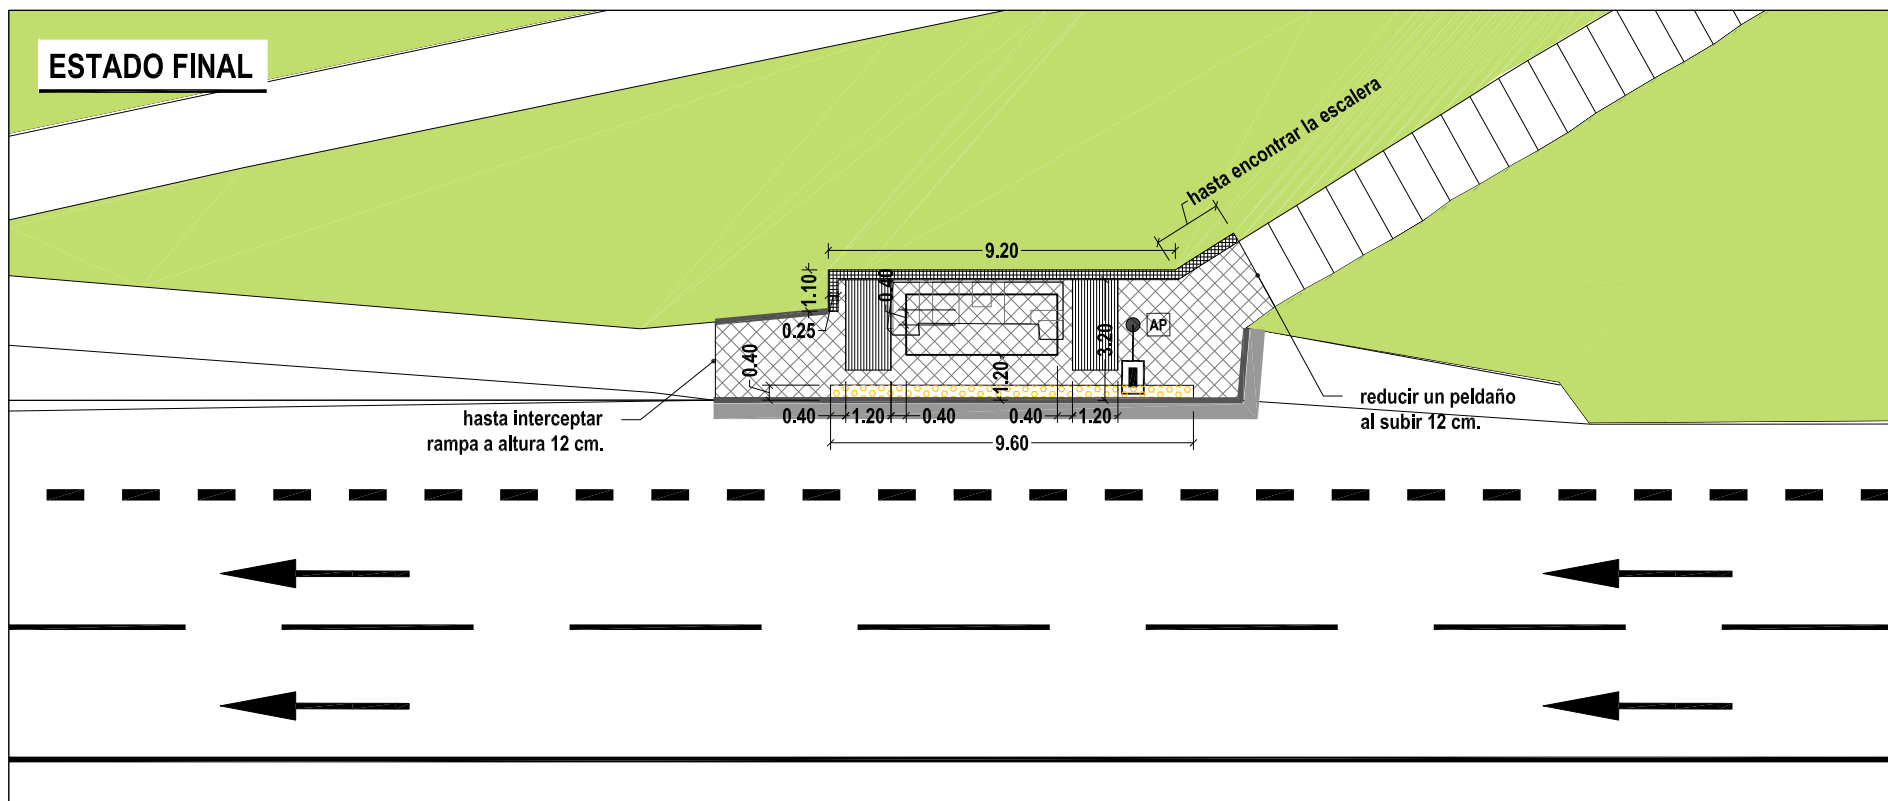 ESTADO FINAL
hasta encontrar la escalera
9.20
1.10
0.40
0.25
AP
3.20
0.40
1.20
hasta interceptar
rampa a altura 12 cm.
0.40 1.20 0.40 0.40 1.20
9.60
reducir un peldaño
al subir 12 cm.